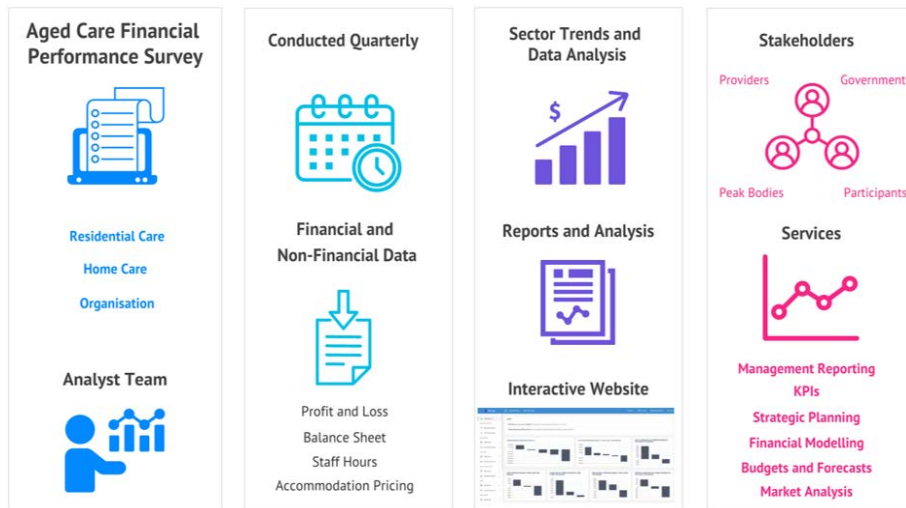 Aged Care Financial
Performance Survey
Residential Care
Home Care
Organisation
Analyst Team
Conducted Quarterly
Financial and
Non-Financial Data
Profit and Loss
Balance Sheet
Staff Hours
Accommodation Pricing
Sector Trends and
Data Analysis
$
Reports and Analysis
Interactive Website
Stakeholders
Providers
Government
Peak Bodies
Participants
Services
Management Reporting
KPIs
Strategic Planning
Financial Modelling
Budgets and Forecasts
Market Analysis